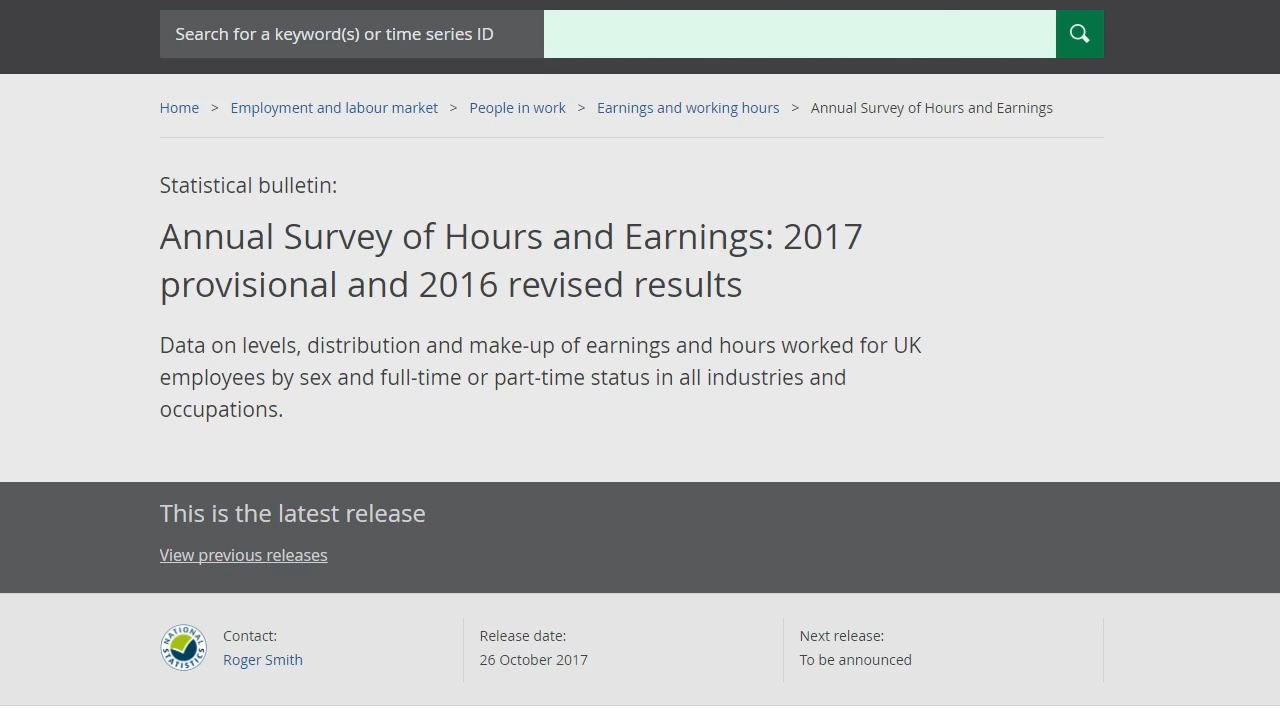 Search for a keyword(s) or time series ID
Home > Employment and labour market > People in work > Earnings and working hours > Annual Survey of Hours and Earnings
Statistical bulletin:
Annual Survey of Hours and Earnings: 2017
provisional and 2016 revised results
Data on levels, distribution and make-up of earnings and hours worked for UK
employees by sex and full-time or part-time status in all industries and
occupations.
This is the latest release
View previous releases
NATIONAL STATISTICS
Contact:
Roger Smith
Release date:
26 October 2017
Next release:
To be announced